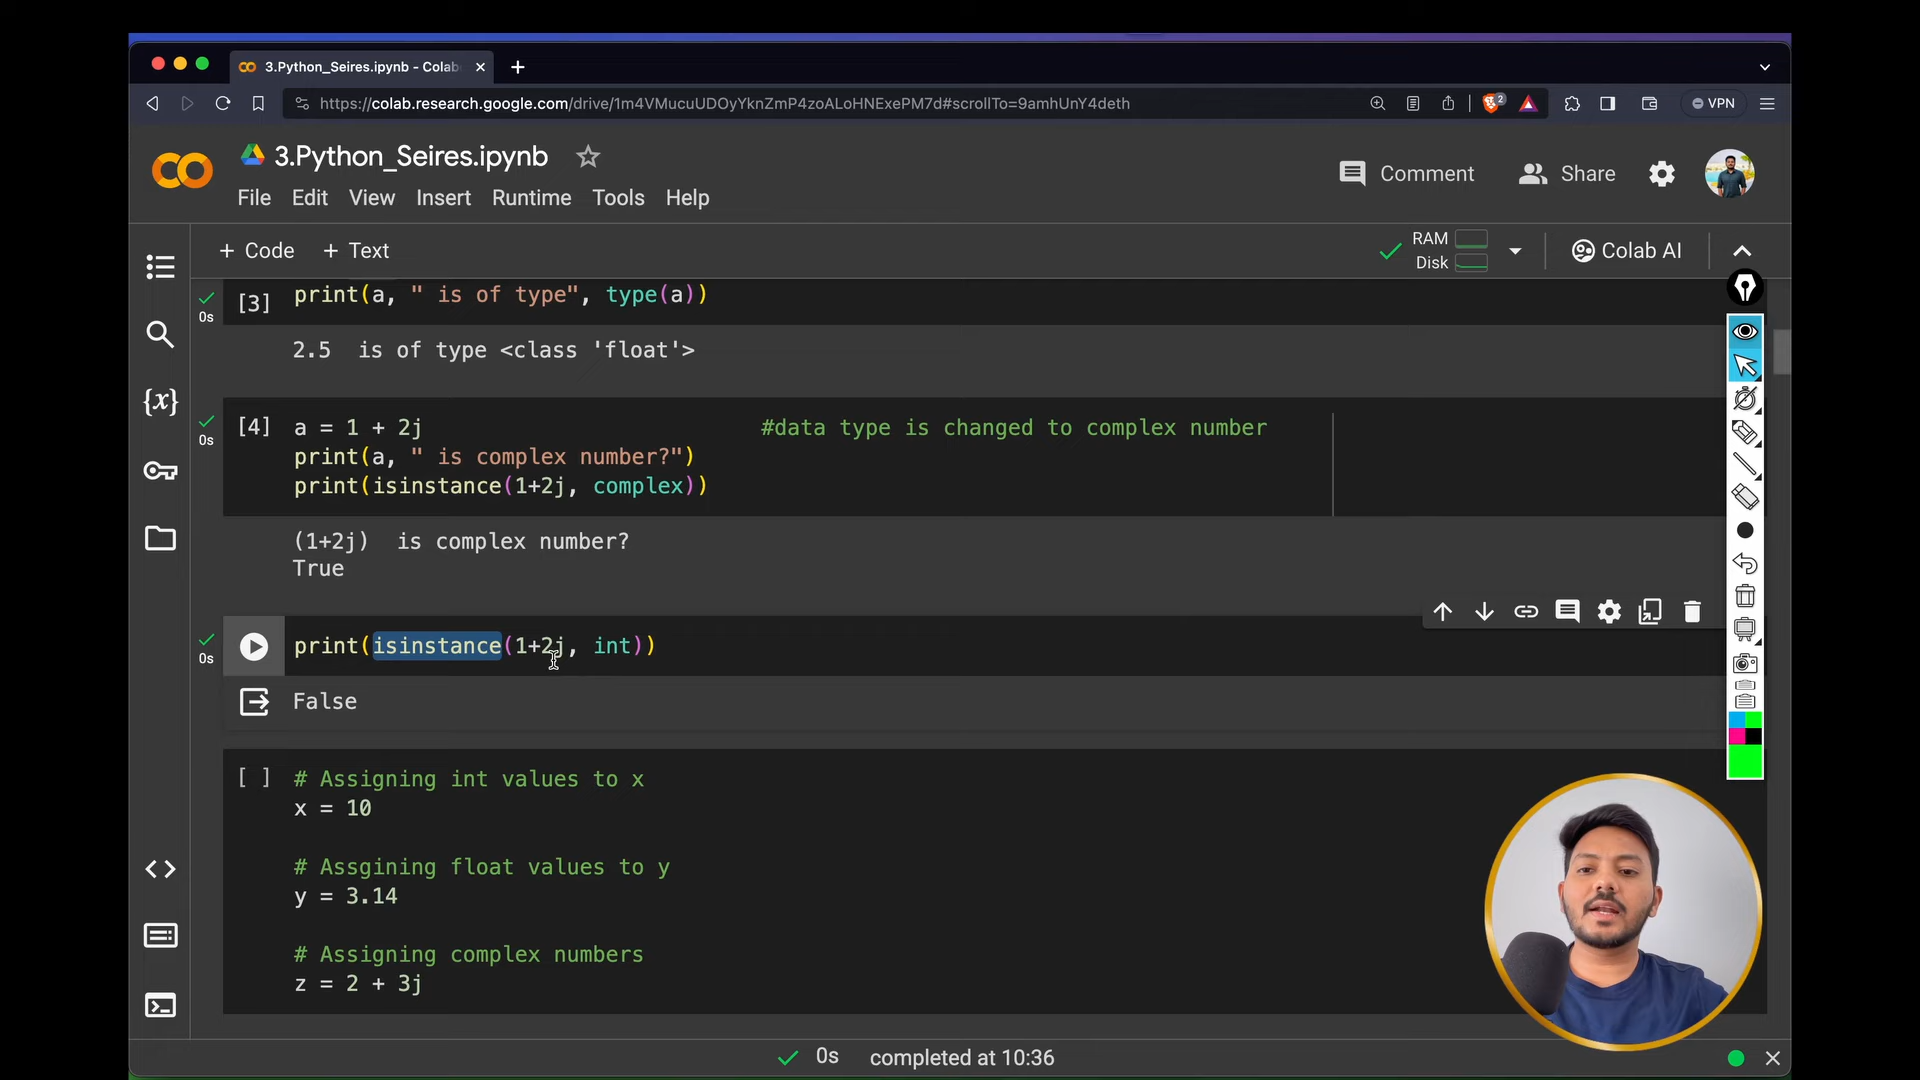 3.Python_Seires.ipynb - Colab
https://colab.research.google.com/drive/1m4VMucuUDOyYknZmP4zoALoHNExePM7d#scrollTo=9amhUnY4deth
2
VPN
3.Python_Seires.ipynb
Comment
Share
File Edit View Insert Runtime Tools Help
+ Code + Text
RAM
Disk
Colab AI
0s
[3] print(a, " is of type", type(a))
2.5  is of type <class 'float'>
0s
[4] a = 1 + 2j #data type is changed to complex number
print(a, " is complex number?")
print(isinstance(1+2j, complex))
(1+2j)  is complex number?
True
{x}
0s
print(isinstance(1+2j, int))
False
[ ] # Assigning int values to x
x = 10
# Assgining float values to y
y = 3.14
# Assigning complex numbers
z = 2 + 3j
0s completed at 10:36